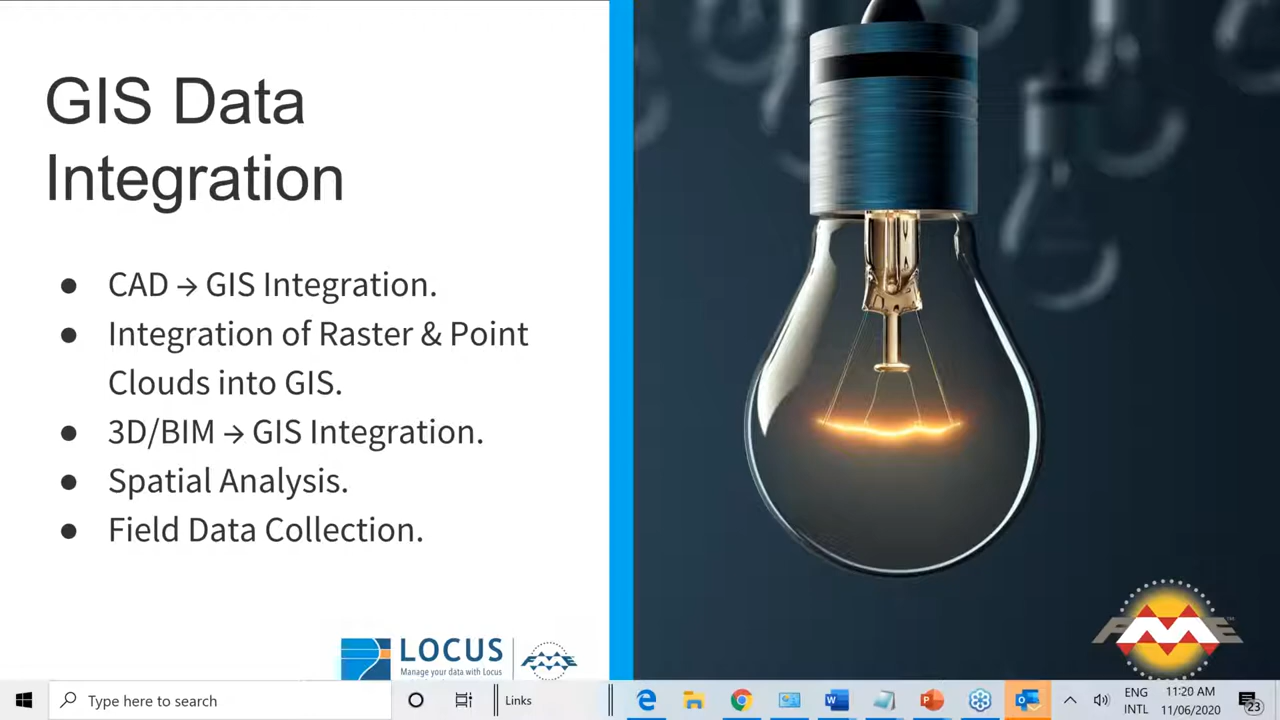 GIS Data
Integration
● CAD → GIS Integration.
● Integration of Raster & Point
Clouds into GIS.
● 3D/BIM → GIS Integration.
● Spatial Analysis.
● Field Data Collection.
LOCUS
Manage your data with Locus
FME
FME
Type here to search
Links
ENG
INTL
11:20 AM
11/06/2020
23